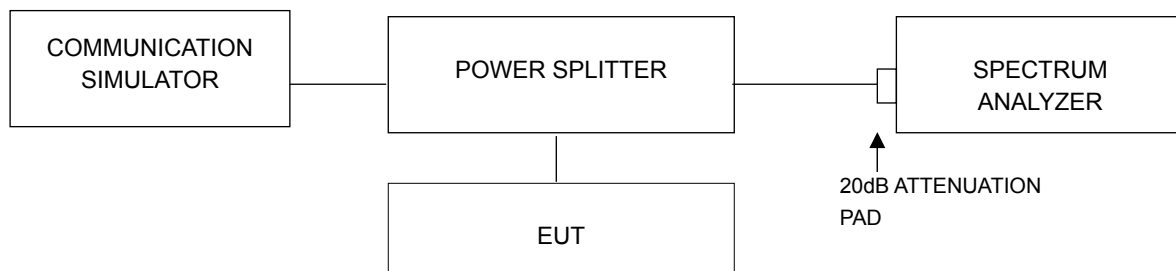 COMMUNICATION
SIMULATOR
POWER SPLITTER
SPECTRUM
ANALYZER
20dB ATTENUATION
PAD
EUT